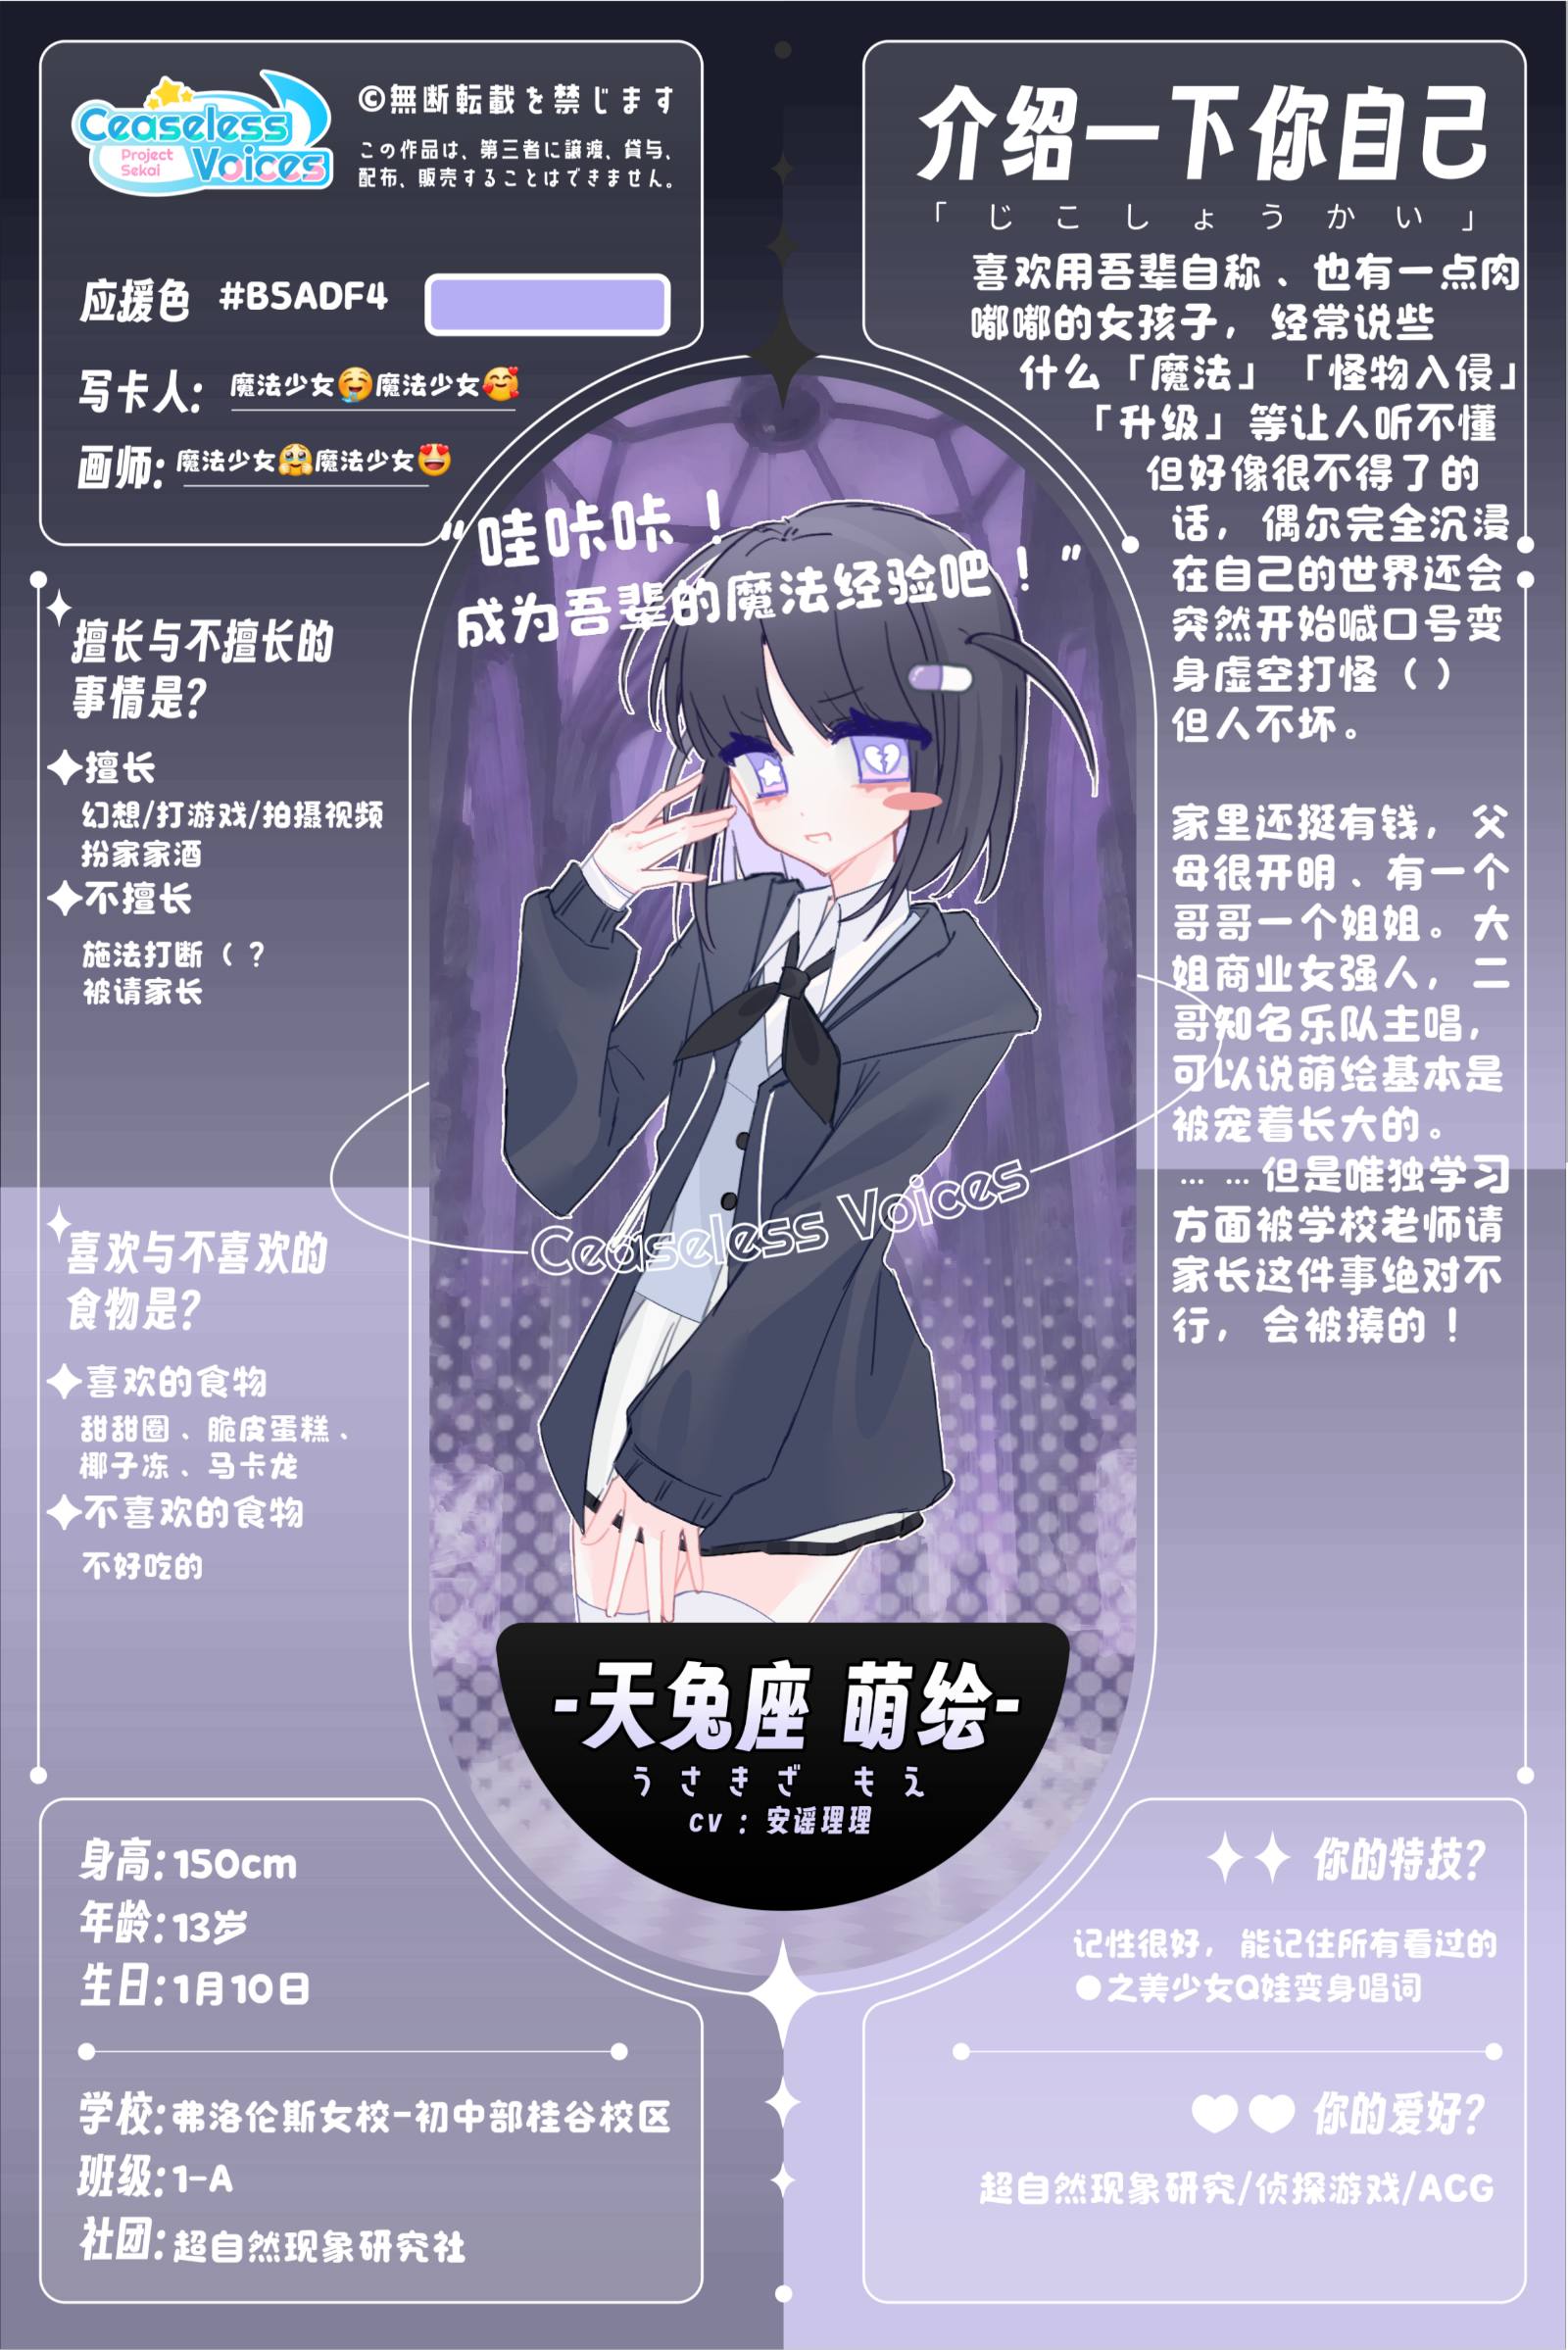 Ceaseless
Voices
Project
Sekai
©無断転載を禁じます
この作品は、第三者に譲渡、貸与、
配布、販売することはできません。
应援色 #B5ADF4
写卡人: 魔法少女🤤魔法少女🥰
画师: 魔法少女🤗魔法少女😍
介绍一下你自己
「じこしょうかい」
喜欢用吾辈自称、也有一点肉
嘟嘟的女孩子，经常说些
什么「魔法」「怪物入侵」
「升级」等让人听不懂
但好像很不得了的
话，偶尔完全沉浸
在自己的世界还会
突然开始喊口号变
身虚空打怪（ ）
但人不坏。
家里还挺有钱，父
母很开明、有一个
哥哥一个姐姐。大
姐商业女强人，二
哥知名乐队主唱，
可以说萌绘基本是
被宠着长大的。
……但是唯独学习
方面被学校老师请
家长这件事绝对不
行，会被揍的！
“哇咔咔！
成为吾辈的魔法经验吧！”
擅长与不擅长的
事情是?
擅长
幻想/打游戏/拍摄视频
扮家家酒
不擅长
施法打断（？
被请家长
喜欢与不喜欢的
食物是?
喜欢的食物
甜甜圈、脆皮蛋糕、
椰子冻、马卡龙
不喜欢的食物
不好吃的
Ceaseless Voices
-天兔座 萌绘-
うさきざ もえ
cv：安谣理理
身高:150cm
年龄:13岁
生日:1月10日
学校:弗洛伦斯女校-初中部桂谷校区
班级:1-A
社团:超自然现象研究社
你的特技?
记性很好，能记住所有看过的
●之美少女Q娃变身唱词
你的爱好?
超自然现象研究/侦探游戏/ACG